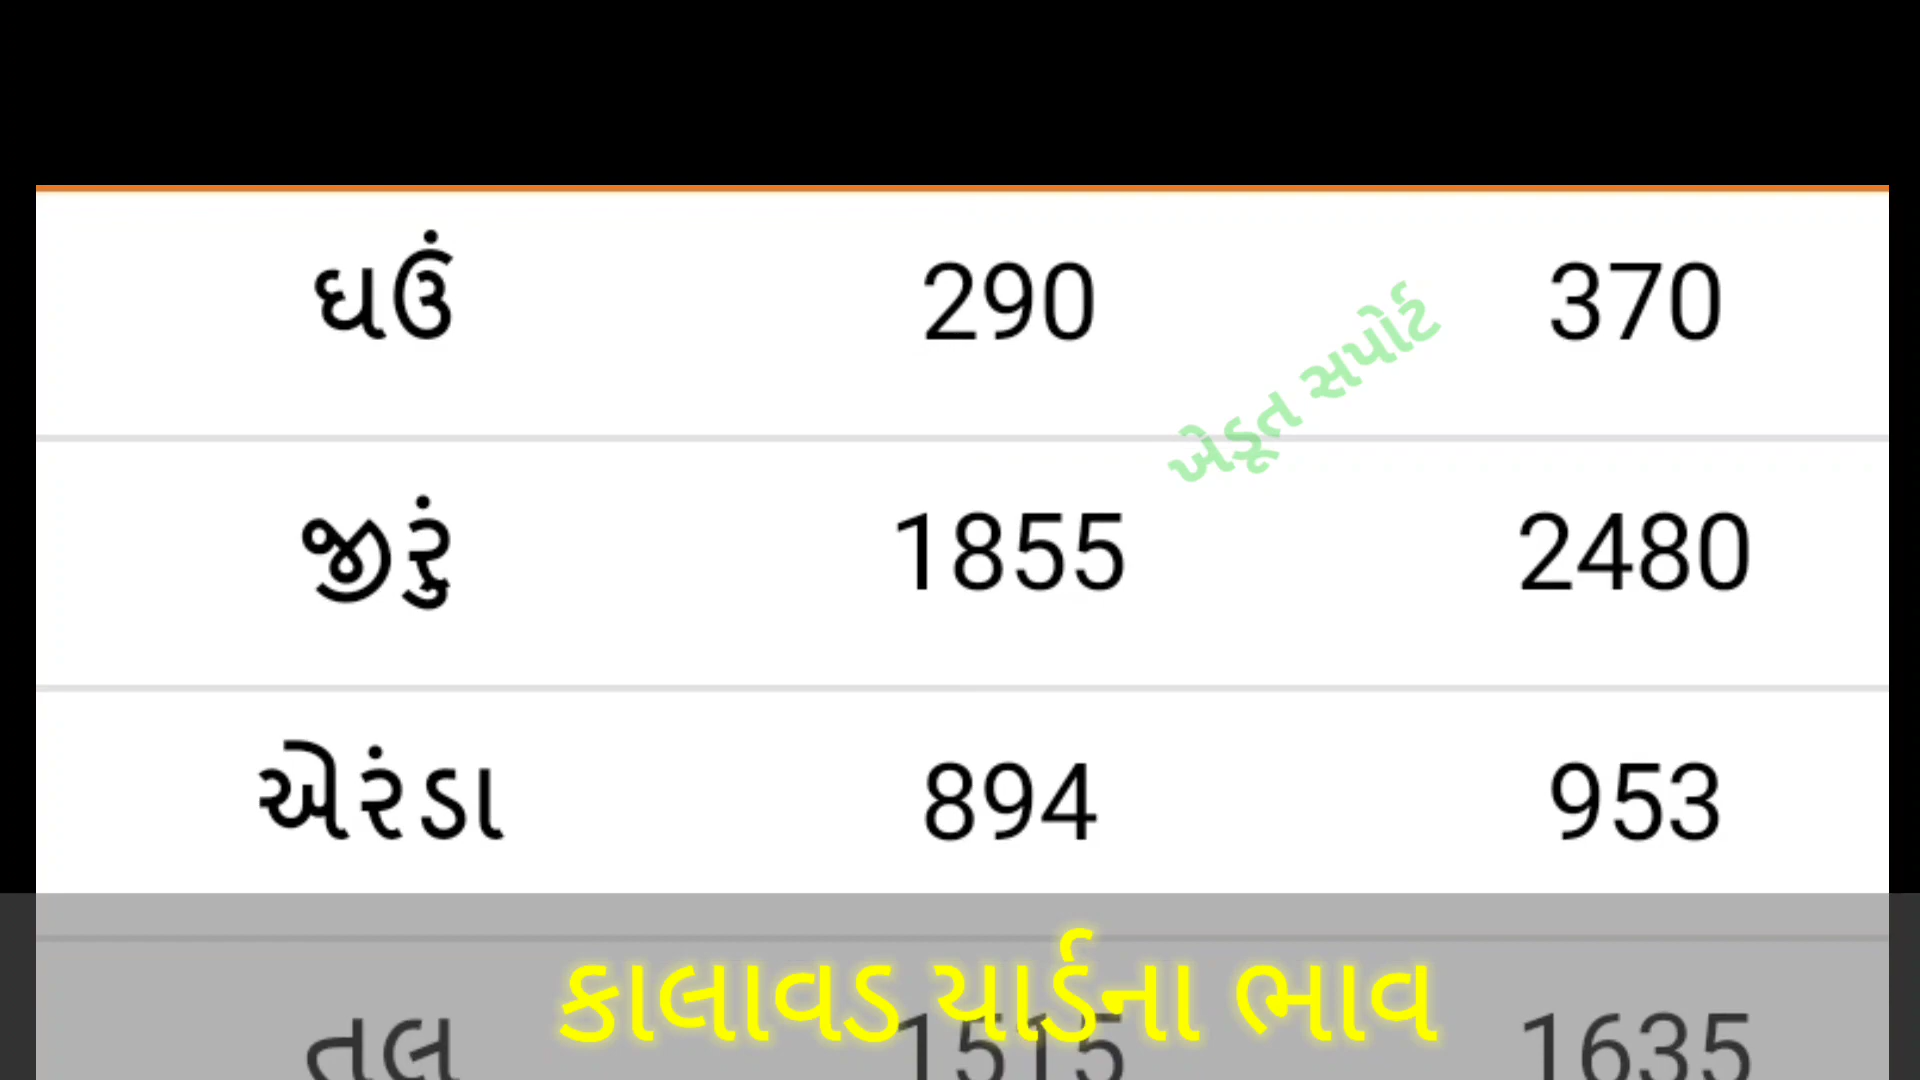 ઘઉં 290 370
ખેડૂત સપોર્ટ
જીરું 1855 2480
એરંડા 894 953
કાલાવડ યાર્ડના ભાવ
તલ 1515 1635